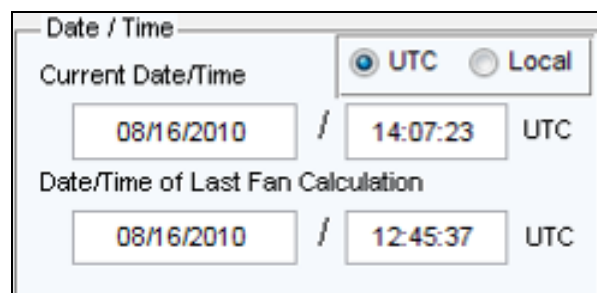 Date / Time
UTC Local
Current Date/Time
08/16/2010 / 14:07:23 UTC
Date/Time of Last Fan Calculation
08/16/2010 / 12:45:37 UTC